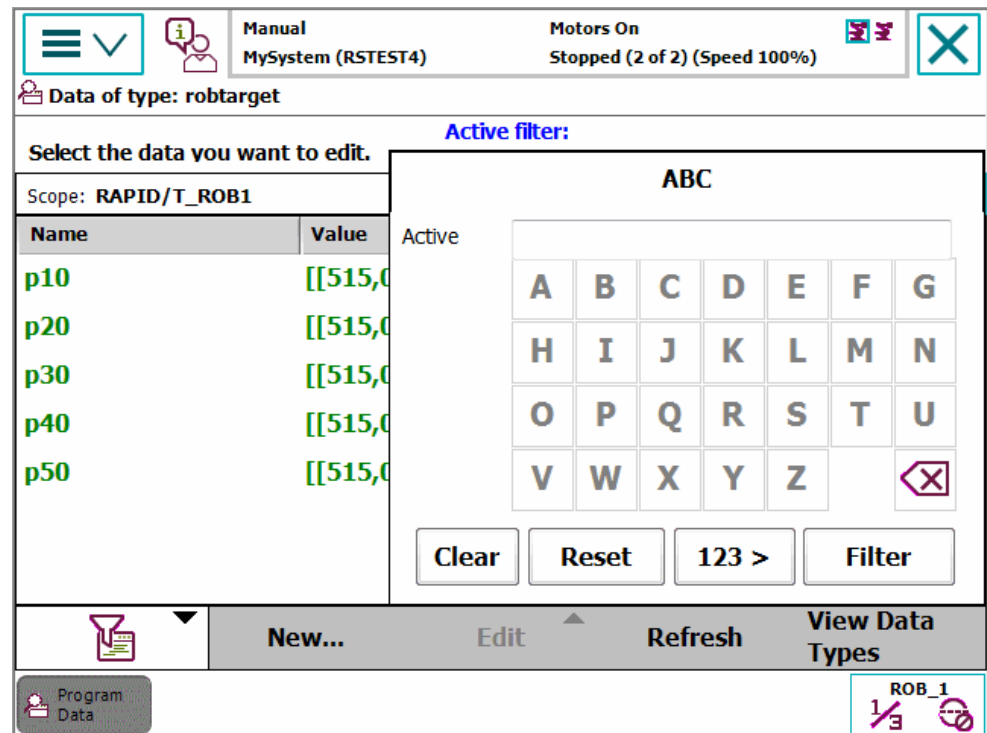 Manual
MySystem (RSTEST4)
Motors On
Stopped (2 of 2) (Speed 100%)
Data of type: robtarget
Active filter:
Select the data you want to edit.
Scope: RAPID/T_ROB1
Name Value
p10 [[515,0
p20 [[515,0
p30 [[515,0
p40 [[515,0
p50 [[515,0
ABC
Active
A B C D E F G
H I J K L M N
O P Q R S T U
V W X Y Z
Clear Reset 123 > Filter
New... Edit Refresh View Data
Types
Program
Data
ROB_1
1/3